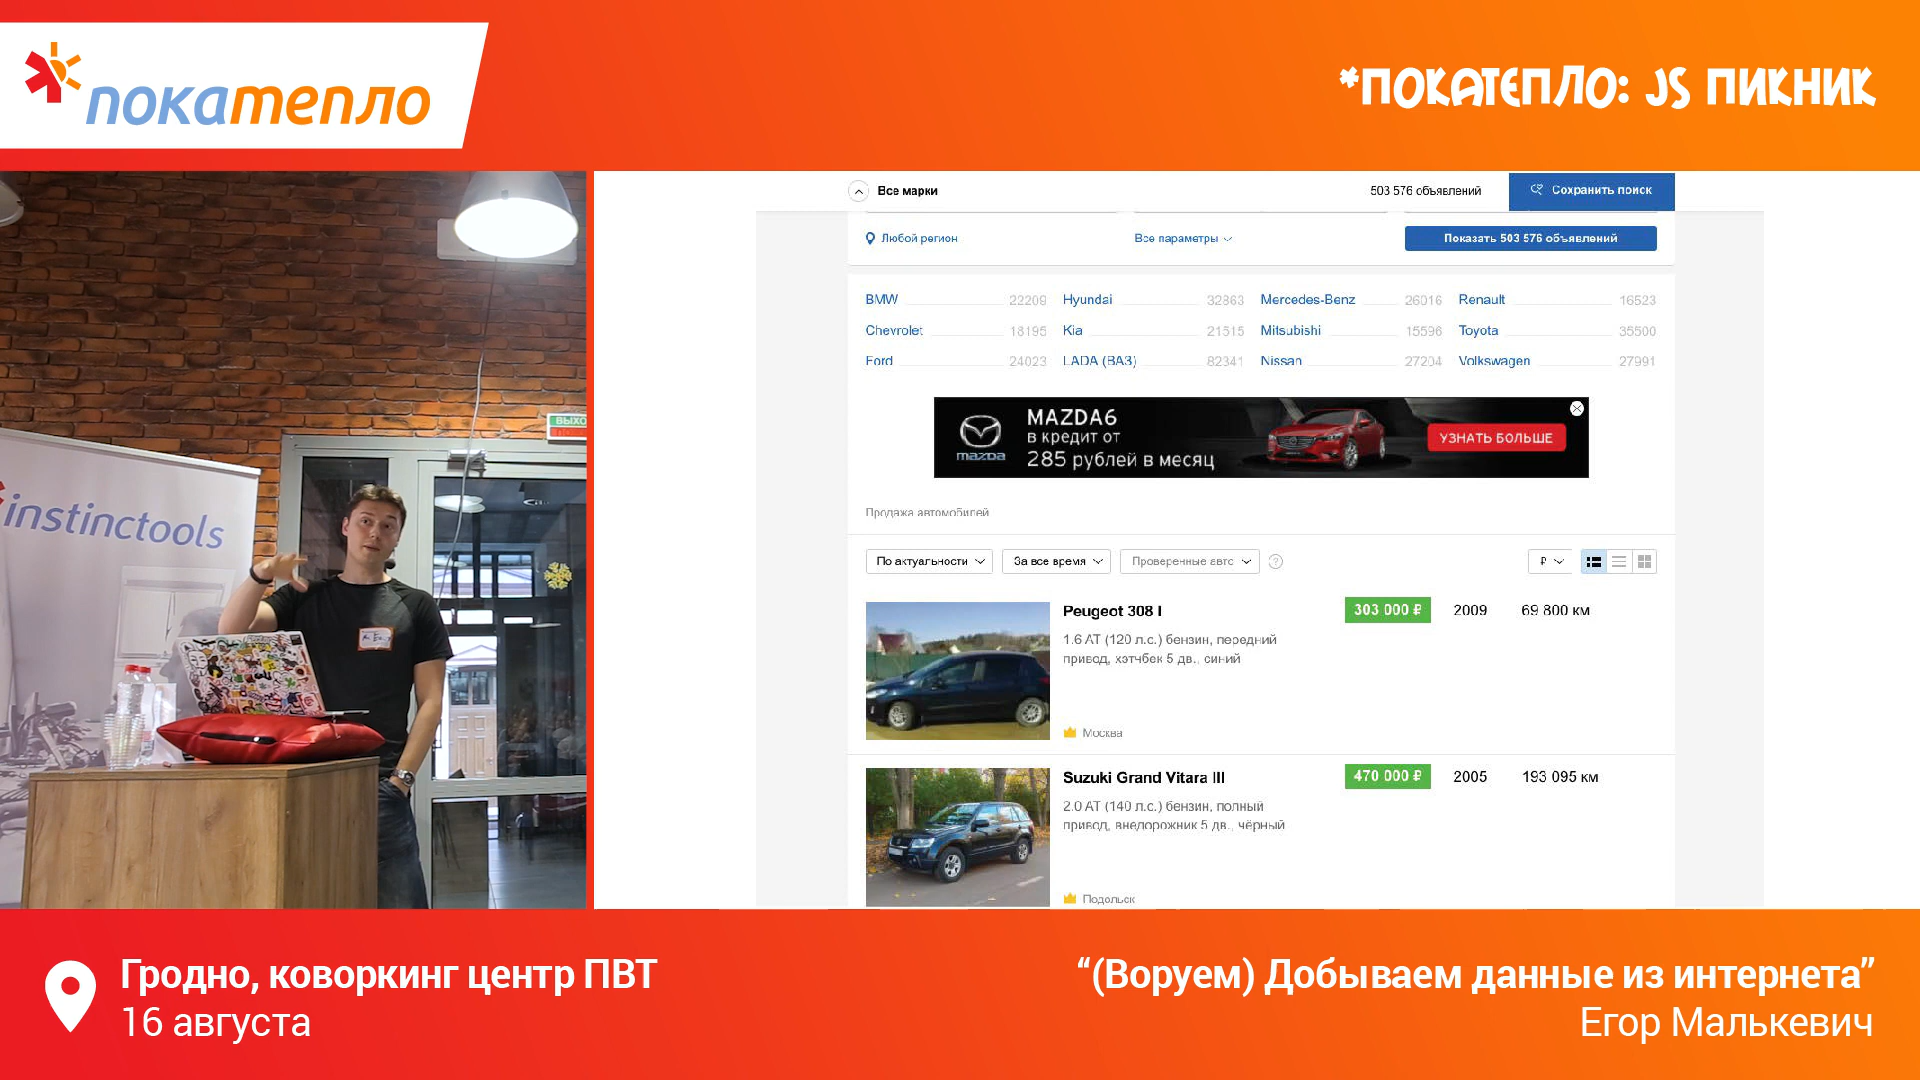 покатепло
*ПОКАТЕПЛО: JS ПИКНИК
instinctools
ВЫХО
Все марки
503 576 объявлений
Сохранить поиск
Любой регион
Все параметры
Показать 503 576 объявлений
BMW 22209 Hyundai 32863 Mercedes-Benz 26016 Renault 16523
Chevrolet 18195 Kia 21515 Mitsubishi 15596 Toyota 35500
Ford 24023 LADA (ВАЗ) 82341 Nissan 27204 Volkswagen 27991
mazda
MAZDA6
в кредит от
285 рублей в месяц
УЗНАТЬ БОЛЬШЕ
Продажа автомобилей
По актуальности За все время Проверенные авто ? ₽
Peugeot 308 I 303 000 ₽ 2009 69 800 км
1.6 AT (120 л.с.) бензин, передний
привод, хэтчбек 5 дв., синий
Москва
Suzuki Grand Vitara III 470 000 ₽ 2005 193 095 км
2.0 AT (140 л.с.) бензин, полный
привод, внедорожник 5 дв., чёрный
Подольск
Гродно, коворкинг центр ПВТ
16 августа
“(Воруем) Добываем данные из интернета”
Егор Малькевич